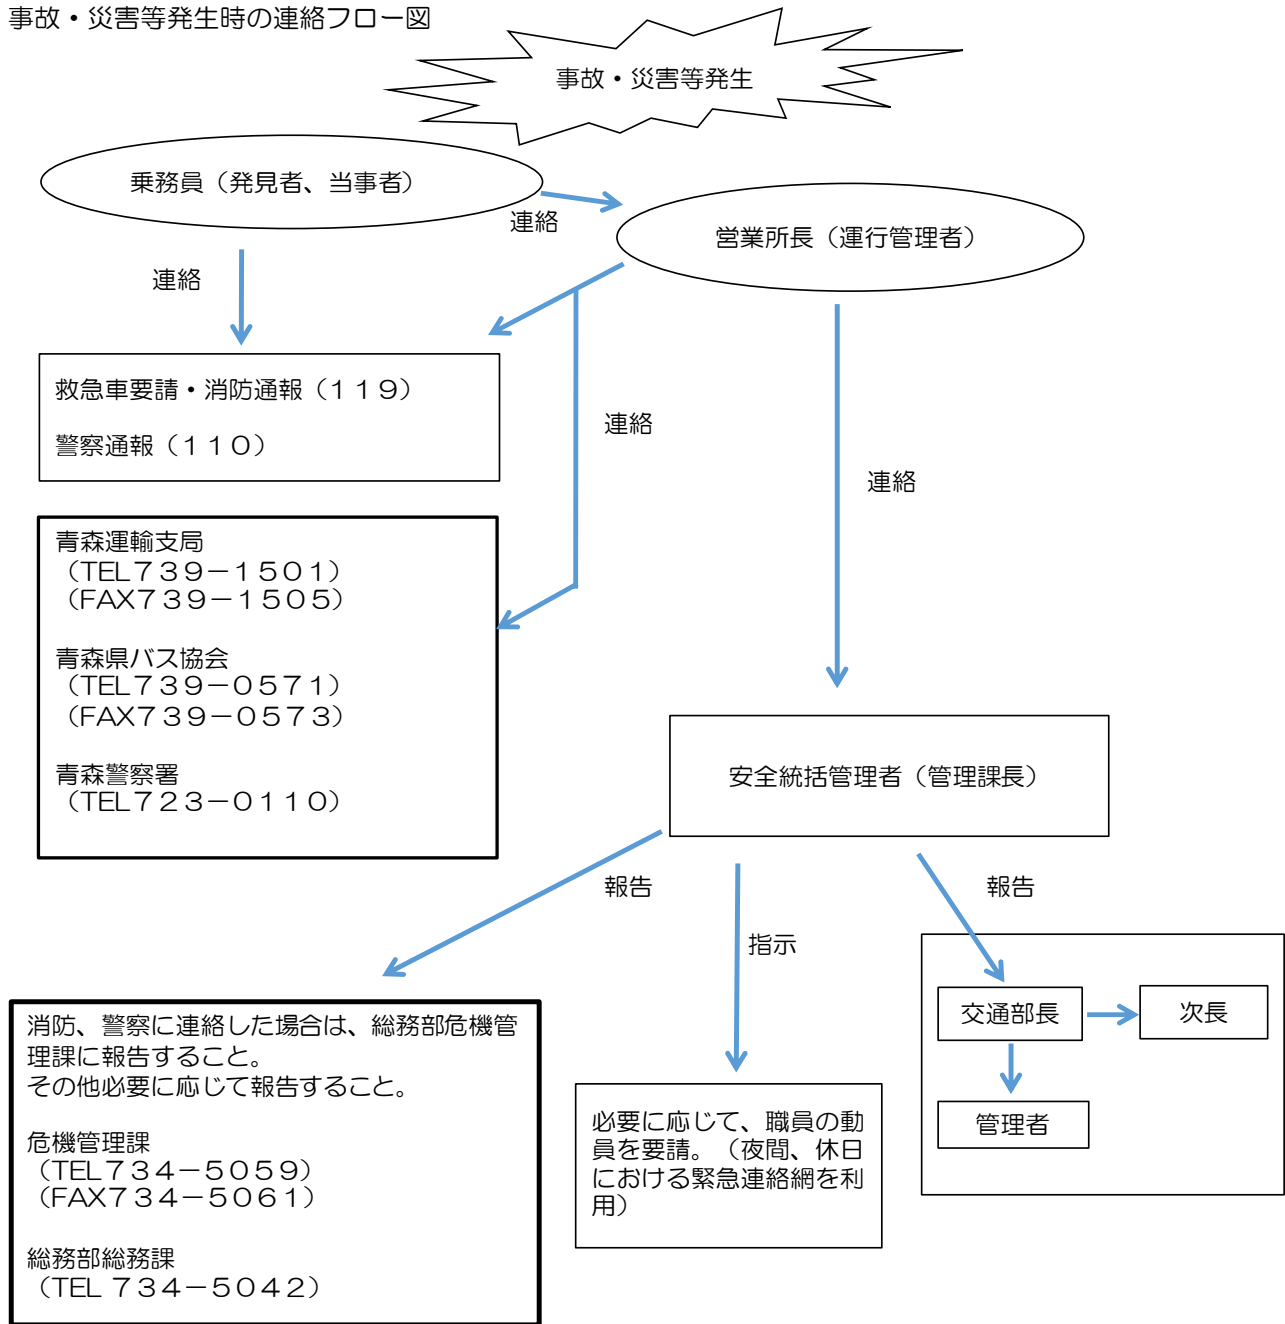 事故・災害等発生時の連絡フロー図
事故・災害等発生
乗務員（発見者、当事者）
連絡
営業所長（運行管理者）
連絡
救急車要請・消防通報（１１９）
警察通報（１１０）
連絡
連絡
青森運輸支局
（TEL７３９－１５０１）
（FAX７３９－１５０５）
青森県バス協会
（TEL７３９－０５７１）
（FAX７３９－０５７３）
青森警察署
（TEL７２３－０１１０）
安全統括管理者（管理課長）
報告
指示
報告
消防、警察に連絡した場合は、総務部危機管
理課に報告すること。
その他必要に応じて報告すること。
危機管理課
（TEL７３４－５０５９）
（FAX７３４－５０６１）
総務部総務課
（TEL ７３４－５０４２）
必要に応じて、職員の動
員を要請。（夜間、休日
における緊急連絡網を利
用）
交通部長
次長
管理者